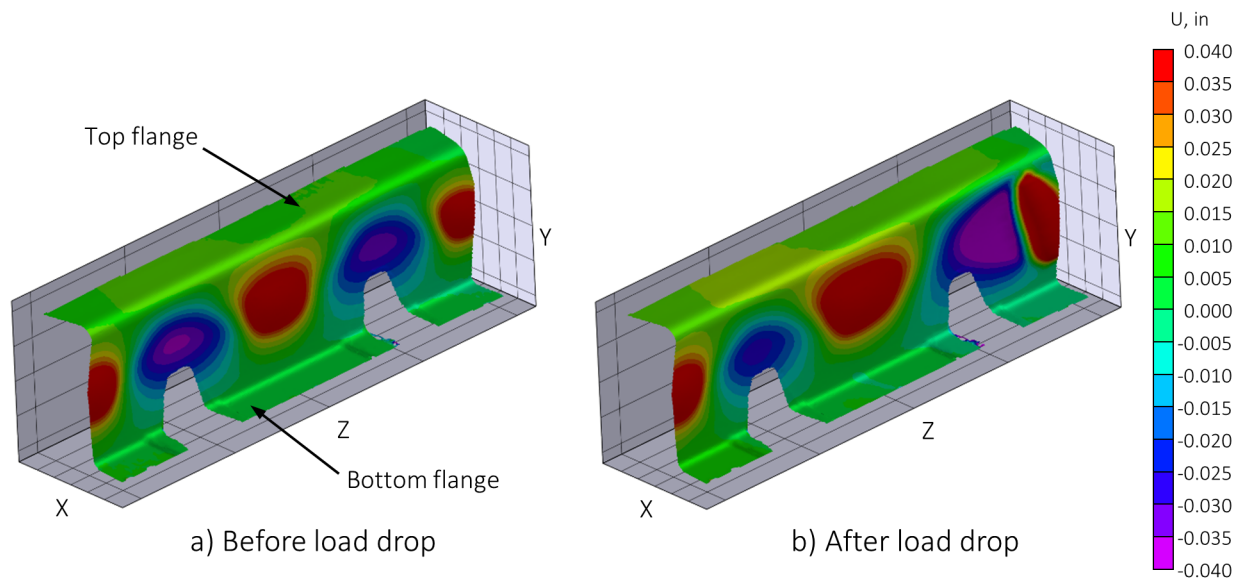 U, in
0.040
0.035
0.030
0.025
0.020
0.015
0.010
0.005
0.000
-0.005
-0.010
-0.015
-0.020
-0.025
-0.030
-0.035
-0.040
Top flange
Y
Z
X
Bottom flange
a) Before load drop
Y
Z
X
b) After load drop